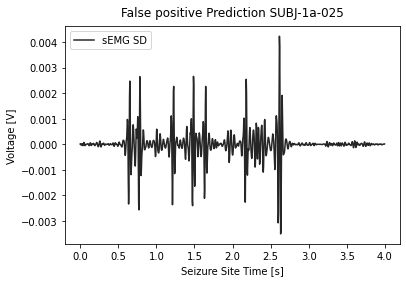 False positive Prediction SUBJ-1a-025
sEMG SD
Voltage [V]
0.004
0.003
0.002
0.001
0.000
−0.001
−0.002
−0.003
0.0 0.5 1.0 1.5 2.0 2.5 3.0 3.5 4.0
Seizure Site Time [s]